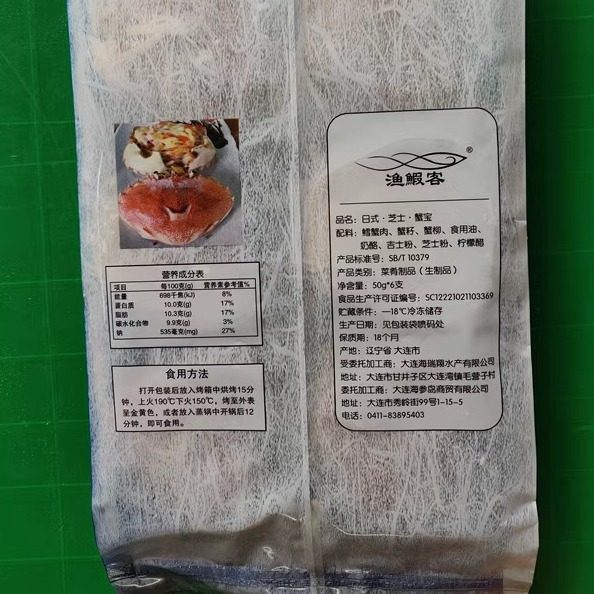 营养成分表
项目 每100克(g) 营养素参考值%
能量 698千焦(kJ) 8%
蛋白质 10.0克(g) 17%
脂肪 10.3克(g) 17%
碳水化合物 9.9克(g) 3%
钠 535毫克(mg) 27%
食用方法
打开包装后放入烤箱中烘烤15分
钟，上火190℃下火150℃，烤至外表
呈金黄色，或者放入蒸锅中开锅后12
分钟，即可食用。
®
渔鰕客
品名：日式·芝士·蟹宝
配料：鳕蟹肉、蟹籽、蟹柳、食用油、
奶酪、吉士粉、芝士粉、柠檬醋
产品标准号：SB/T 10379
产品类别：菜肴制品（生制品）
净含量：50g*6支
食品生产许可证编号：SC12221021103369
贮藏条件：—18℃冷冻储存
生产日期：见包装袋喷码处
保质期：18个月
产地：辽宁省 大连市
受委托加工商：大连海瑞翔水产有限公司
地址：大连市甘井子区大连湾镇毛茔子村
委托加工商：大连海参岛商贸有限公司
地址：大连市秀岭街99号1-15-5
电话：0411-83895403